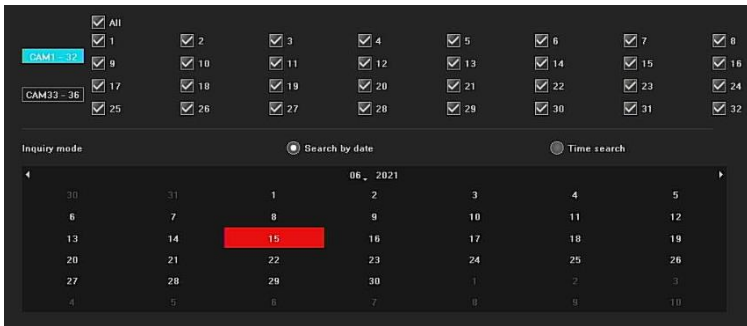 All
1 2 3 4 5 6 7 8
CAM1 - 32
9 10 11 12 13 14 15 16
17 18 19 20 21 22 23 24
CAM33 - 36
25 26 27 28 29 30 31 32
Inquiry mode Search by date Time search
06 2021
30 31 1 2 3 4 5
6 7 8 9 10 11 12
13 14 15 16 17 18 19
20 21 22 23 24 25 26
27 28 29 30 1 2 3
4 5 6 7 8 9 10